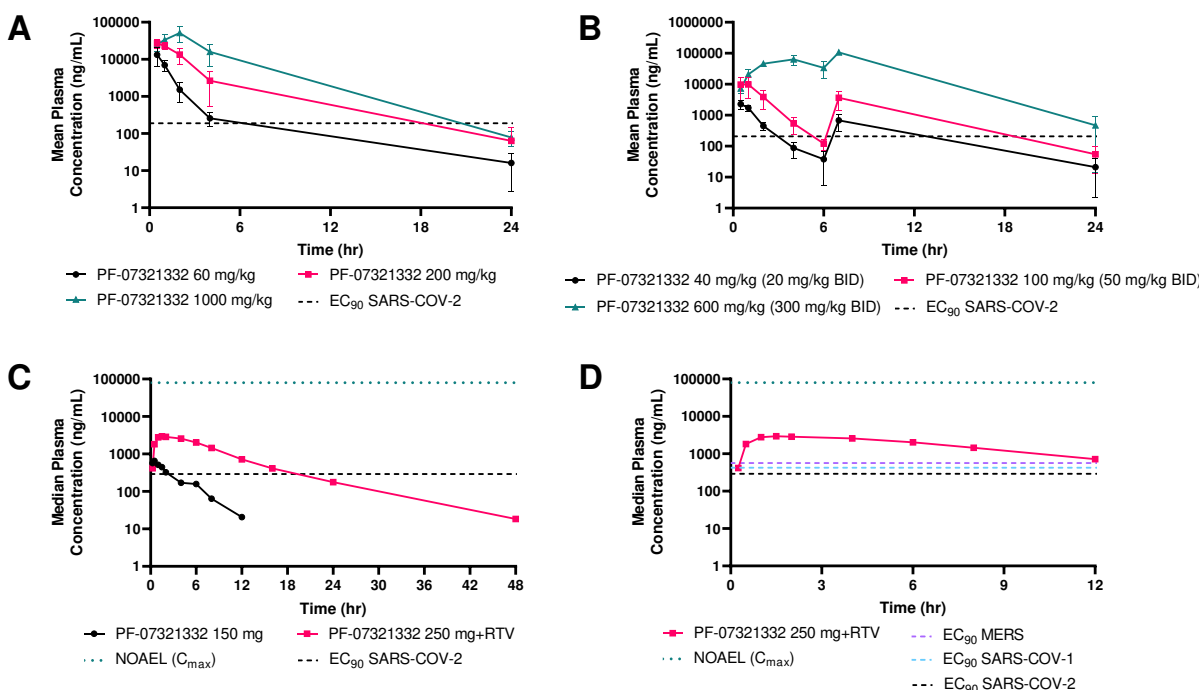 A
Mean Plasma
Concentration (ng/mL)
100000
10000
1000
100
10
1
0
6
12
18
24
Time (hr)
PF-07321332 60 mg/kg
PF-07321332 200 mg/kg
PF-07321332 1000 mg/kg
EC90 SARS-COV-2
B
Mean Plasma
Concentration (ng/mL)
1000000
100000
10000
1000
100
10
1
0
6
12
18
24
Time (hr)
PF-07321332 40 mg/kg (20 mg/kg BID)
PF-07321332 100 mg/kg (50 mg/kg BID)
PF-07321332 600 mg/kg (300 mg/kg BID)
EC90 SARS-COV-2
C
Median Plasma
Concentration (ng/mL)
100000
10000
1000
100
10
1
0
6
12
18
24
30
36
42
48
Time (hr)
PF-07321332 150 mg
PF-07321332 250 mg+RTV
NOAEL (Cmax)
EC90 SARS-COV-2
D
Median Plasma
Concentration (ng/mL)
100000
10000
1000
100
10
1
0
3
6
9
12
Time (hr)
PF-07321332 250 mg+RTV
NOAEL (Cmax)
EC90 MERS
EC90 SARS-COV-1
EC90 SARS-COV-2